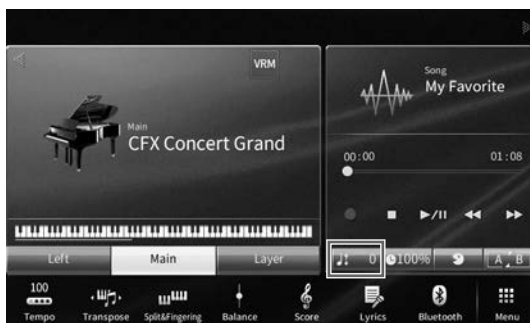 VRM
Main
CFX Concert Grand
Song
My Favorite
00:00
01:08
Left
Main
Layer
0
100%
A B
100
Tempo
Transpose
Split&Fingering
Balance
Score
Lyrics
Bluetooth
Menu